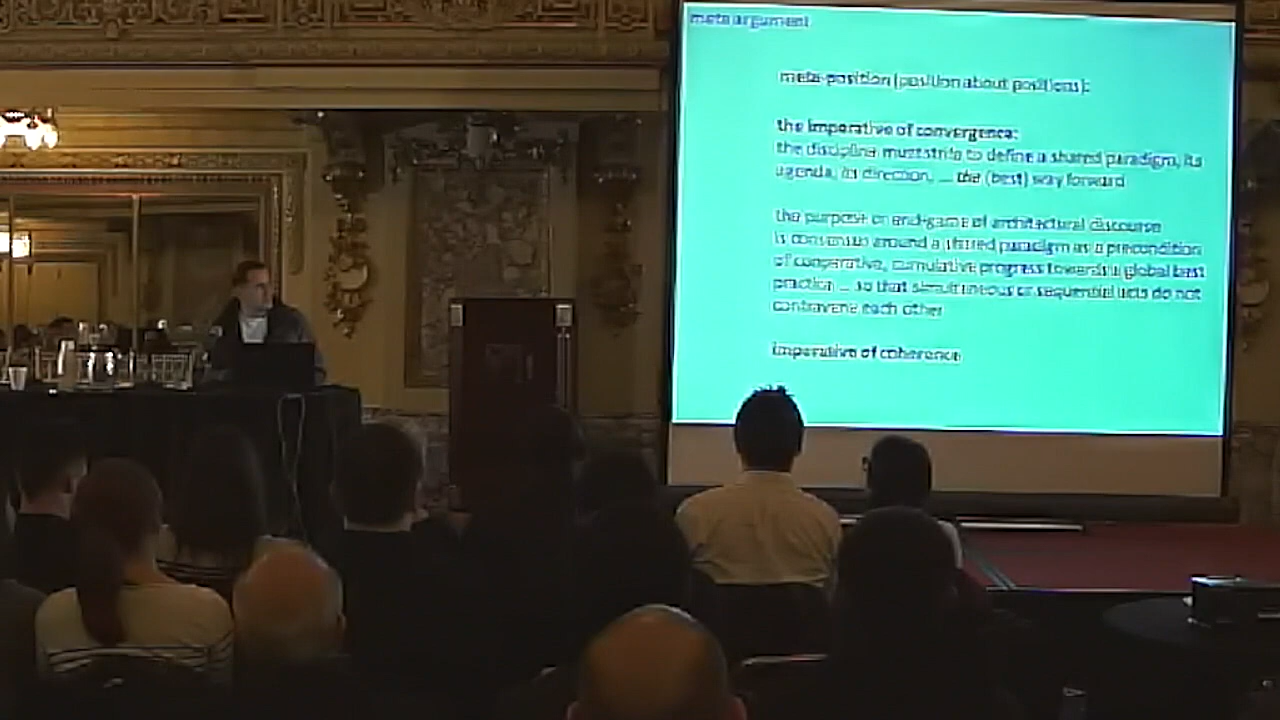 meta argument
meta-position (position about positions):
the imperative of convergence:
the discipline must strife to define a shared paradigm, its
agenda, its direction, ... the (best) way forward
the purpose or end-game of architectural discourse
is consensus around a shared paradigm as a precondition
of cooperative, cumulative progress towards a global best
practice ... so that simultaneous or sequential acts do not
contravene each other
imperative of coherence